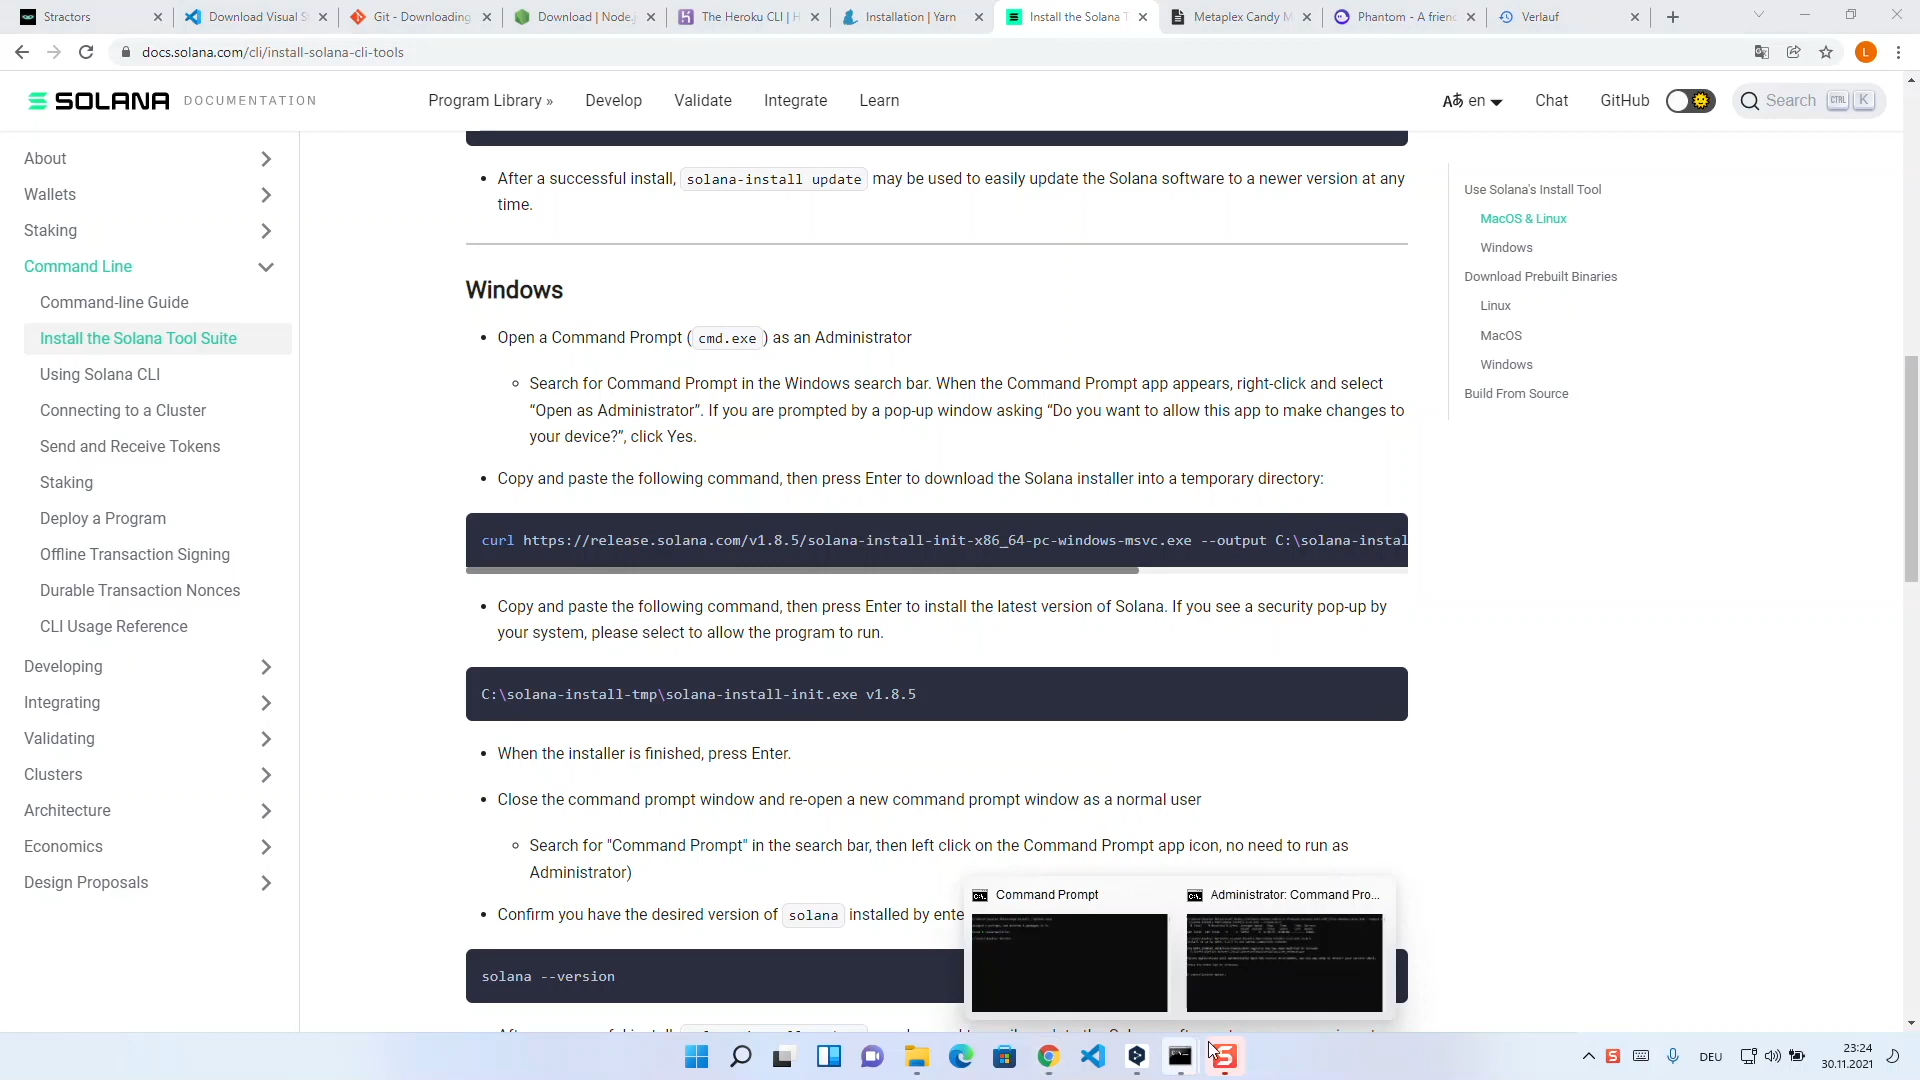 Stractors
Download Visual S
Git - Downloading
Download | Node.j
The Heroku CLI | H
Installation | Yarn
Install the Solana T
Metaplex Candy M
Phantom - A frien
Verlauf
docs.solana.com/cli/install-solana-cli-tools
L
SOLANA DOCUMENTATION
Program Library »
Develop
Validate
Integrate
Learn
en
Chat
GitHub
Search CTRL K
About
Wallets
Staking
Command Line
Command-line Guide
Install the Solana Tool Suite
Using Solana CLI
Connecting to a Cluster
Send and Receive Tokens
Staking
Deploy a Program
Offline Transaction Signing
Durable Transaction Nonces
CLI Usage Reference
Developing
Integrating
Validating
Clusters
Architecture
Economics
Design Proposals
After a successful install, solana-install update may be used to easily update the Solana software to a newer version at any
time.
Windows
Open a Command Prompt (cmd.exe) as an Administrator
Search for Command Prompt in the Windows search bar. When the Command Prompt app appears, right-click and select
“Open as Administrator”. If you are prompted by a pop-up window asking “Do you want to allow this app to make changes to
your device?”, click Yes.
Copy and paste the following command, then press Enter to download the Solana installer into a temporary directory:
curl https://release.solana.com/v1.8.5/solana-install-init-x86_64-pc-windows-msvc.exe --output C:\solana-instal
Copy and paste the following command, then press Enter to install the latest version of Solana. If you see a security pop-up by
your system, please select to allow the program to run.
C:\solana-install-tmp\solana-install-init.exe v1.8.5
When the installer is finished, press Enter.
Close the command prompt window and re-open a new command prompt window as a normal user
Search for "Command Prompt" in the search bar, then left click on the Command Prompt app icon, no need to run as
Administrator)
Confirm you have the desired version of solana installed by ente
solana --version
Use Solana's Install Tool
MacOS & Linux
Windows
Download Prebuilt Binaries
Linux
MacOS
Windows
Build From Source
Command Prompt
Administrator: Command Pro...
DEU
23:24
30.11.2021